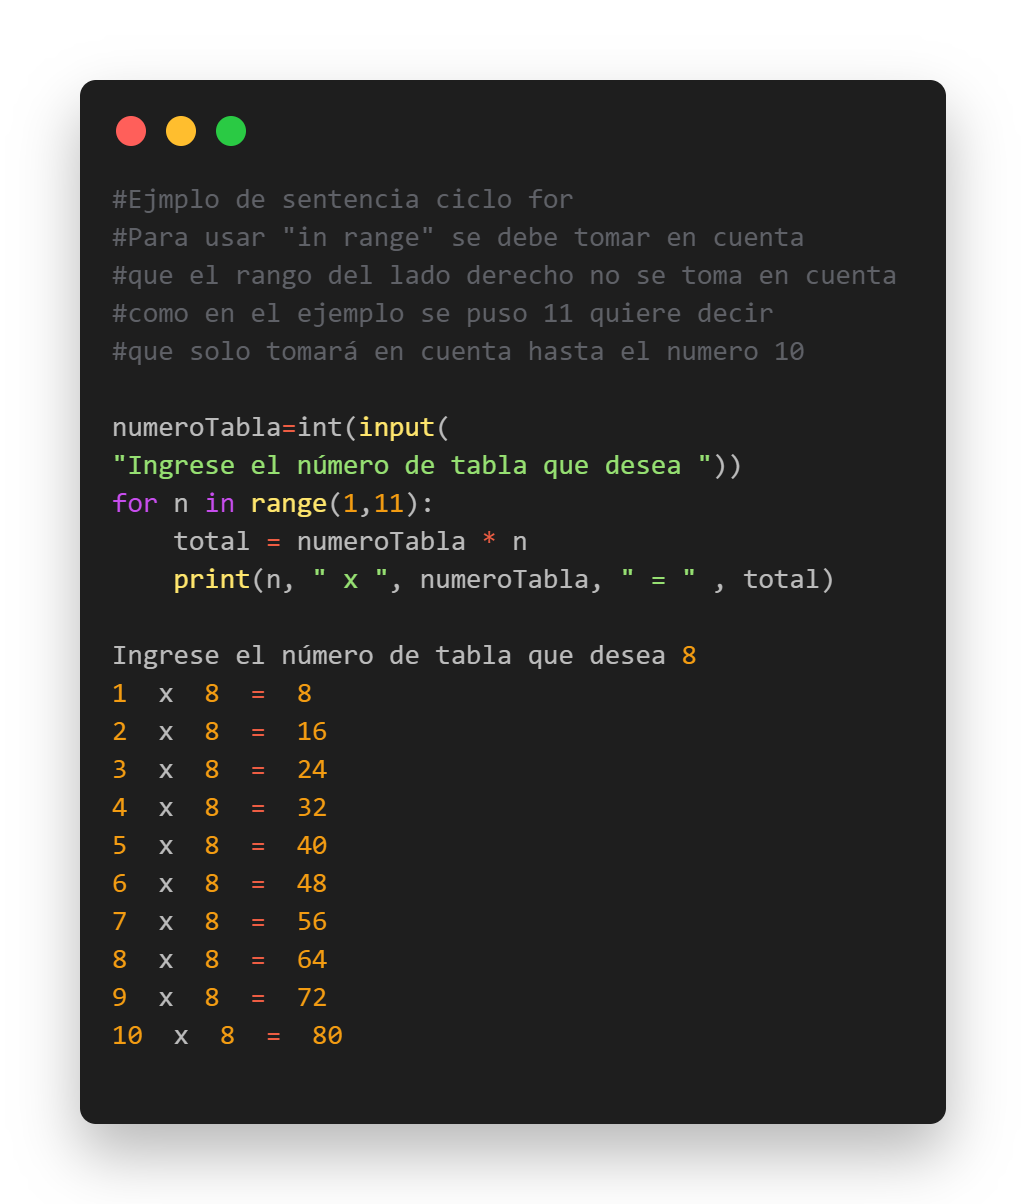 #Ejmplo de sentencia ciclo for
#Para usar "in range" se debe tomar en cuenta
#que el rango del lado derecho no se toma en cuenta
#como en el ejemplo se puso 11 quiere decir
#que solo tomará en cuenta hasta el numero 10

numeroTabla=int(input(
"Ingrese el número de tabla que desea "))
for n in range(1,11):
    total = numeroTabla * n
    print(n, " x ", numeroTabla, " = " , total)

Ingrese el número de tabla que desea 8
1  x  8  =  8
2  x  8  =  16
3  x  8  =  24
4  x  8  =  32
5  x  8  =  40
6  x  8  =  48
7  x  8  =  56
8  x  8  =  64
9  x  8  =  72
10  x  8  =  80